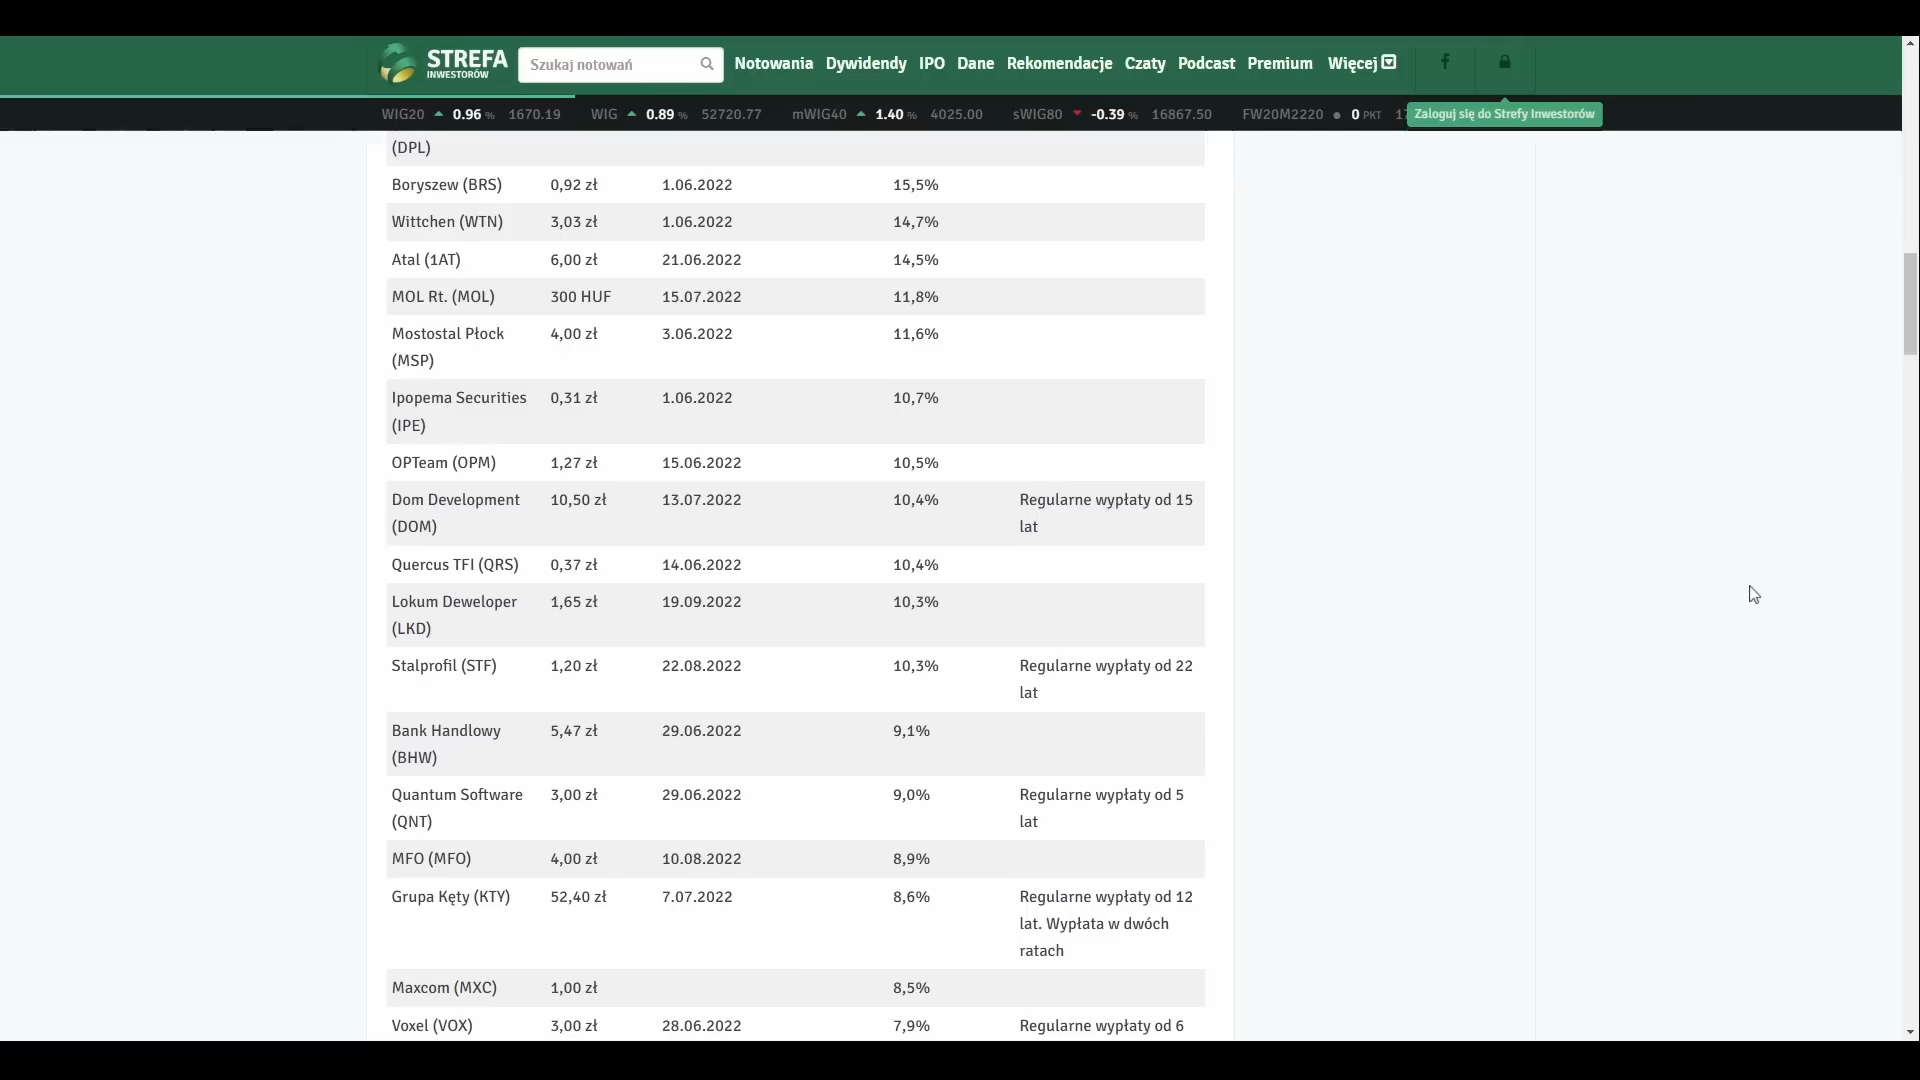 STREFA
INWESTORÓW
Szukaj notowań
Notowania Dywidendy IPO Dane Rekomendacje Czaty Podcast Premium Więcej
WIG20 0.96 % 1670.19 WIG 0.89 % 52720.77 mWIG40 1.40 % 4025.00 sWIG80 -0.39 % 16867.50 FW20M2220 0 PKT 17 Zaloguj się do Strefy Inwestorów
(DPL)
Boryszew (BRS) 0,92 zł 1.06.2022 15,5%
Wittchen (WTN) 3,03 zł 1.06.2022 14,7%
Atal (1AT) 6,00 zł 21.06.2022 14,5%
MOL Rt. (MOL) 300 HUF 15.07.2022 11,8%
Mostostal Płock 4,00 zł 3.06.2022 11,6%
(MSP)
Ipopema Securities 0,31 zł 1.06.2022 10,7%
(IPE)
OPTeam (OPM) 1,27 zł 15.06.2022 10,5%
Dom Development 10,50 zł 13.07.2022 10,4% Regularne wypłaty od 15
(DOM) lat
Quercus TFI (QRS) 0,37 zł 14.06.2022 10,4%
Lokum Deweloper 1,65 zł 19.09.2022 10,3%
(LKD)
Stalprofil (STF) 1,20 zł 22.08.2022 10,3% Regularne wypłaty od 22
lat
Bank Handlowy 5,47 zł 29.06.2022 9,1%
(BHW)
Quantum Software 3,00 zł 29.06.2022 9,0% Regularne wypłaty od 5
(QNT) lat
MFO (MFO) 4,00 zł 10.08.2022 8,9%
Grupa Kęty (KTY) 52,40 zł 7.07.2022 8,6% Regularne wypłaty od 12
lat. Wypłata w dwóch
ratach
Maxcom (MXC) 1,00 zł 8,5%
Voxel (VOX) 3,00 zł 28.06.2022 7,9% Regularne wypłaty od 6